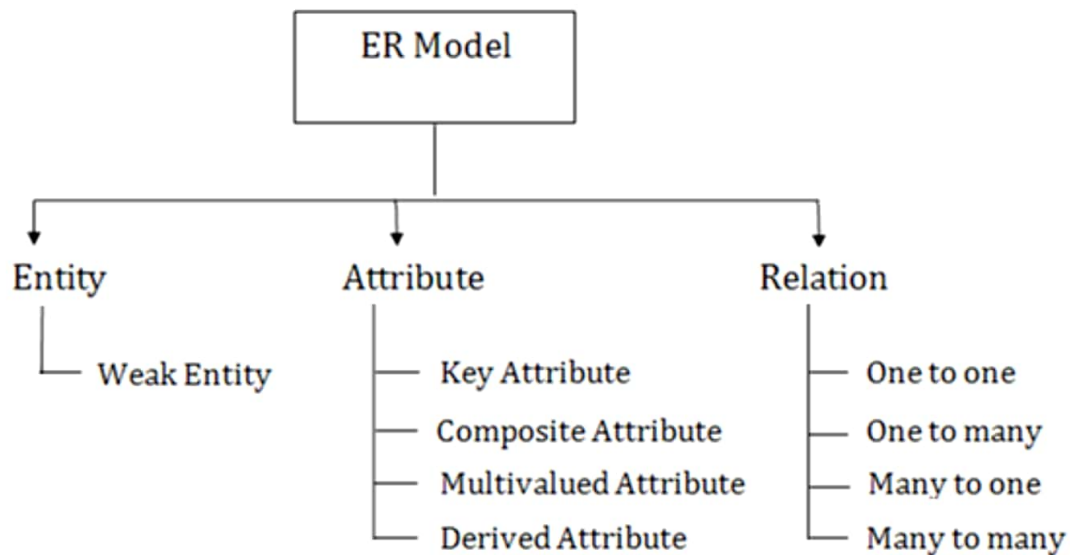 ER Model
Entity
Attribute
Relation
Weak Entity
Key Attribute
Composite Attribute
Multivalued Attribute
Derived Attribute
One to one
One to many
Many to one
Many to many